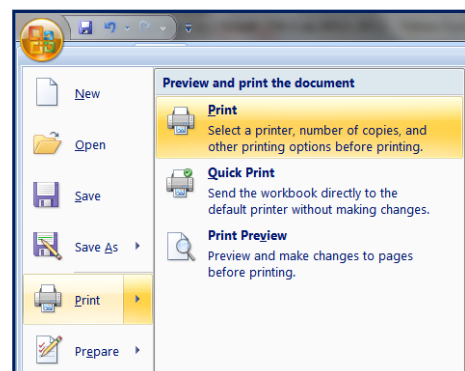 New
Open
Save
Save As
Print
Prepare
Preview and print the document
Print
Select a printer, number of copies, and
other printing options before printing.
Quick Print
Send the workbook directly to the
default printer without making changes.
Print Preview
Preview and make changes to pages
before printing.